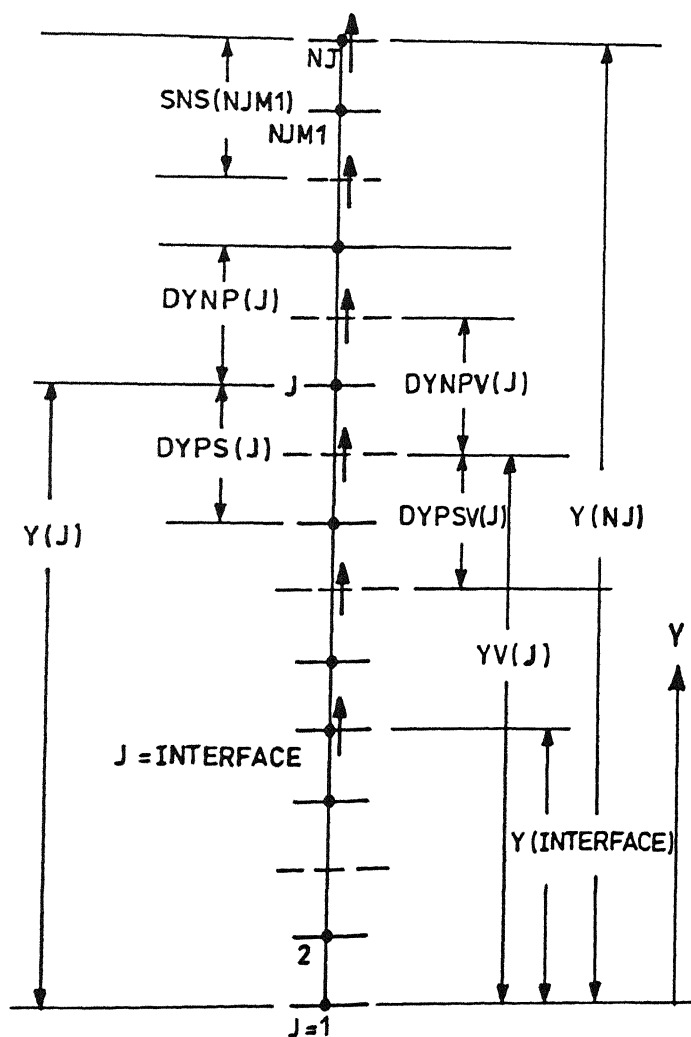 NJ
SNS(NJM1)
NJM1
DYNP(J)
J
DYNPV(J)
DYPS(J)
DYPSV(J)
Y(NJ)
Y(J)
Y
YV(J)
J=INTERFACE
Y(INTERFACE)
2
J=1